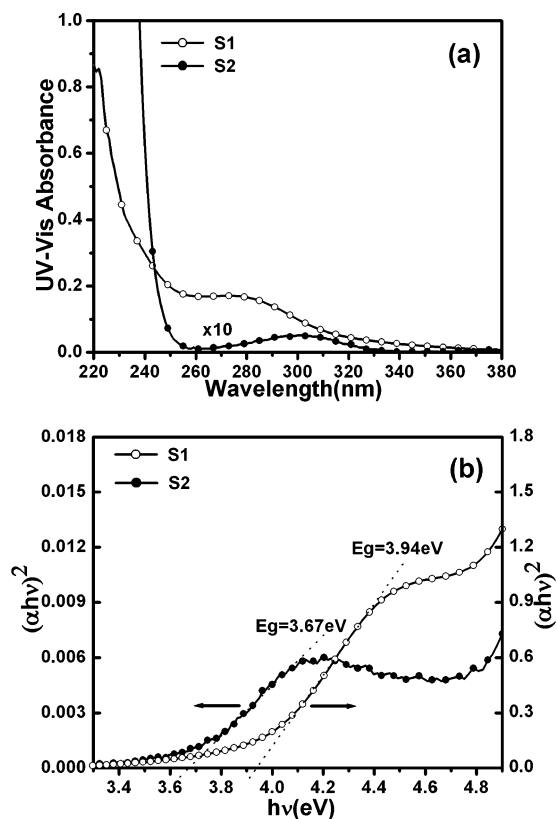 1.0
0.8
0.6
0.4
0.2
0.0
UV-Vis Absorbance
S1
S2
(a)
x10
220 240 260 280 300 320 340 360 380
Wavelength(nm)
0.018
0.015
0.012
0.009
0.006
0.003
0.000
(αhν)²
S1
S2
(b)
Eg=3.94eV
Eg=3.67eV
1.8
1.5
1.2
0.9
0.6
0.3
0.0
(αhν)²
3.4 3.6 3.8 4.0 4.2 4.4 4.6 4.8
hν(eV)